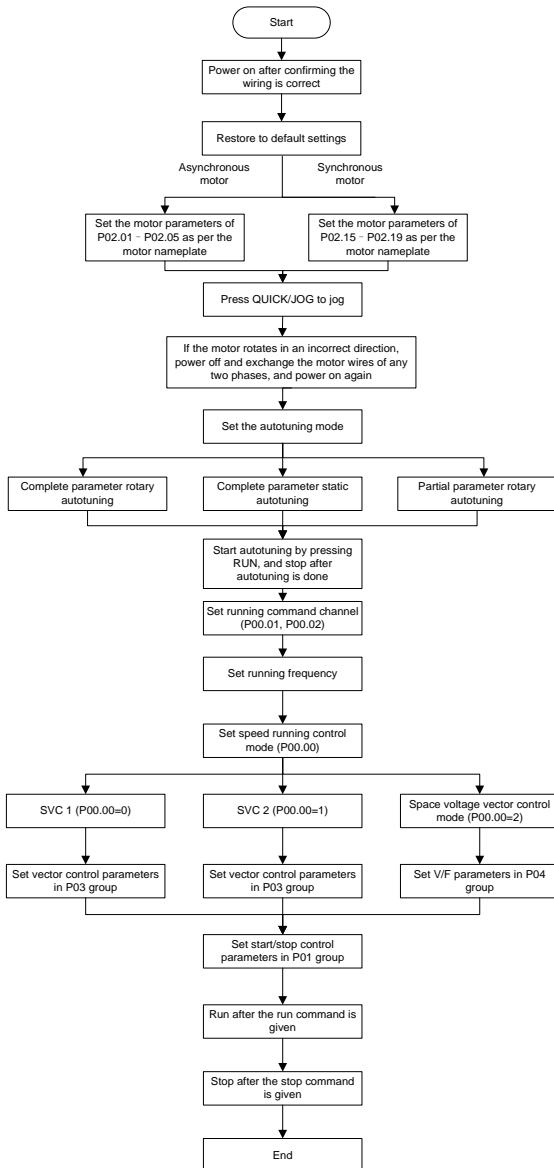 Start
Power on after confirming the
wiring is correct
Restore to default settings
Asynchronous
motor
Synchronous
motor
Set the motor parameters of
P02.01–P02.05 as per the
motor nameplate
Set the motor parameters of
P02.15–P02.19 as per the
motor nameplate
Press QUICK/JOG to jog
If the motor rotates in an incorrect direction,
power off and exchange the motor wires of any
two phases, and power on again
Set the autotuning mode
Complete parameter rotary
autotuning
Complete parameter static
autotuning
Partial parameter rotary
autotuning
Start autotuning by pressing
RUN, and stop after
autotuning is done
Set running command channel
(P00.01, P00.02)
Set running frequency
Set speed running control
mode (P00.00)
SVC 1 (P00.00=0)
SVC 2 (P00.00=1)
Space voltage vector control
mode (P00.00=2)
Set vector control parameters
in P03 group
Set vector control parameters
in P03 group
Set V/F parameters in P04
group
Set start/stop control
parameters in P01 group
Run after the run command is
given
Stop after the stop command
is given
End